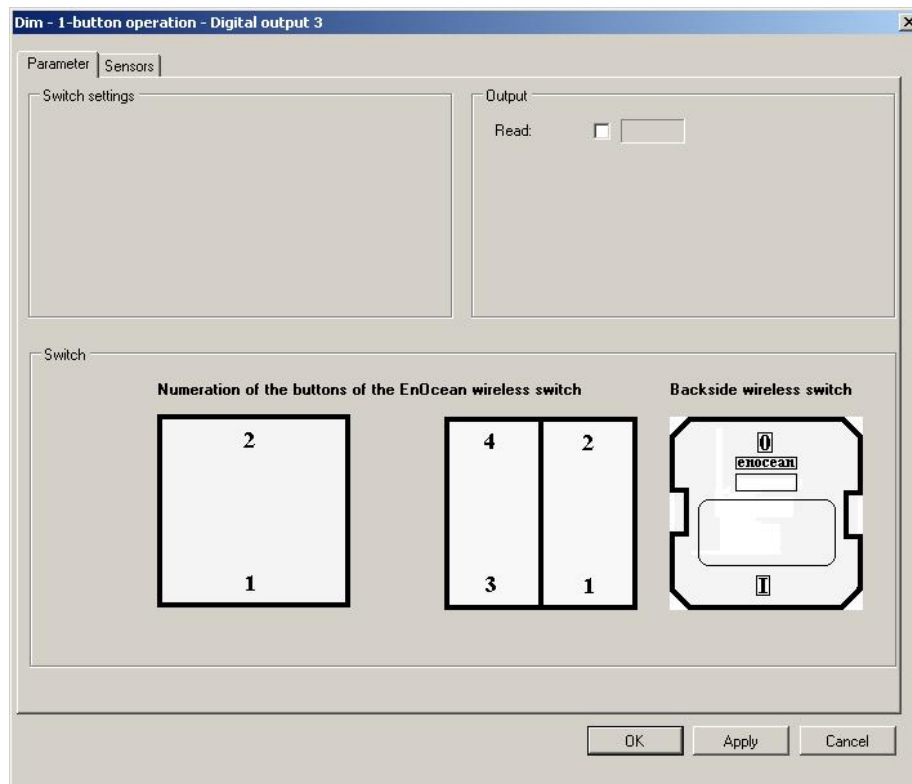 Dim - 1-button operation - Digital output 3
Parameter Sensors
Switch settings
Output
Read:
Switch
Numeration of the buttons of the EnOcean wireless switch
Backside wireless switch
2
4 2
0
enocean
1
3 1
I
OK Apply Cancel